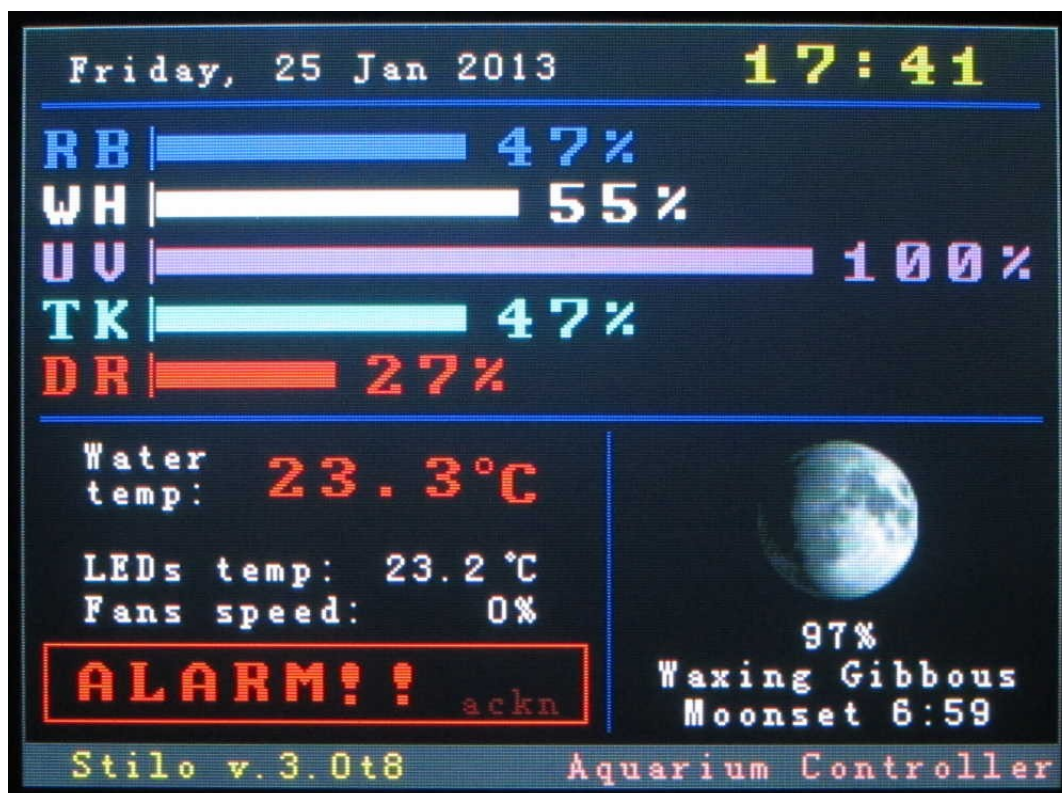 Friday, 25 Jan 2013 17:41
RB 47%
WH 55%
UV 100%
TK 47%
DR 27%
Water
temp: 23.3°C
LEDs temp: 23.2°C
Fans speed: 0%
ALARM!! ackn
97%
Waxing Gibbous
Moonset 6:59
Stilo v.3.0t8 Aquarium Controller